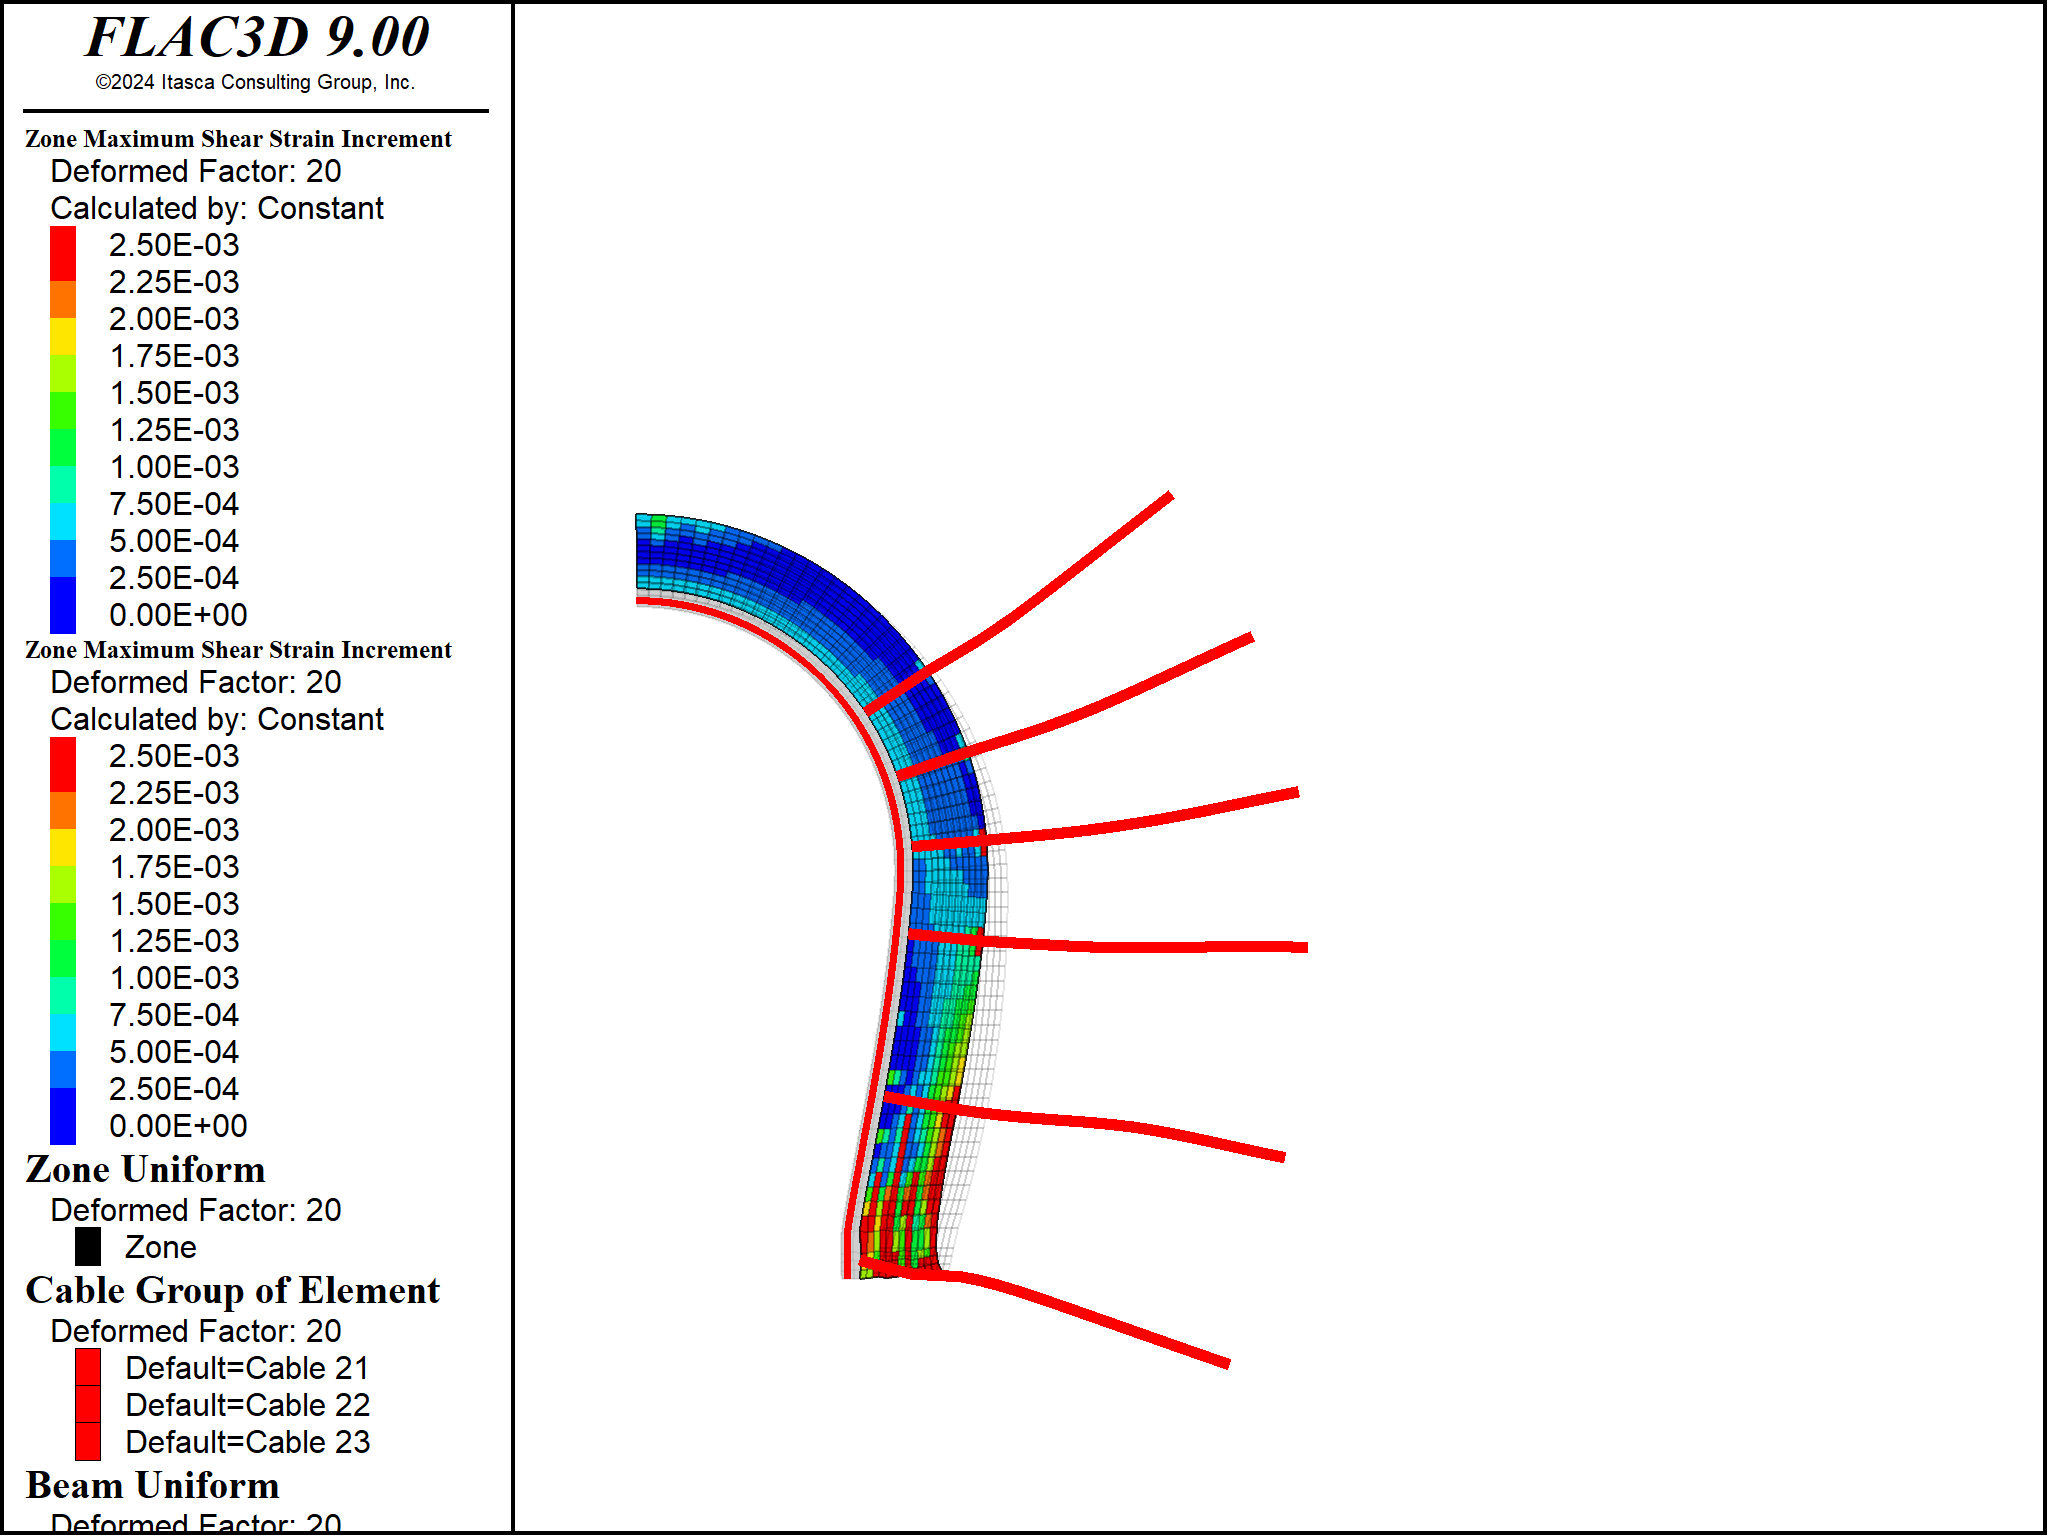 FLAC3D 9.00
©2024 Itasca Consulting Group, Inc.
Zone Maximum Shear Strain Increment
Deformed Factor: 20
Calculated by: Constant
2.50E-03
2.25E-03
2.00E-03
1.75E-03
1.50E-03
1.25E-03
1.00E-03
7.50E-04
5.00E-04
2.50E-04
0.00E+00
Zone Maximum Shear Strain Increment
Deformed Factor: 20
Calculated by: Constant
2.50E-03
2.25E-03
2.00E-03
1.75E-03
1.50E-03
1.25E-03
1.00E-03
7.50E-04
5.00E-04
2.50E-04
0.00E+00
Zone Uniform
Deformed Factor: 20
Zone
Cable Group of Element
Deformed Factor: 20
Default=Cable 21
Default=Cable 22
Default=Cable 23
Beam Uniform
Deformed Factor: 20